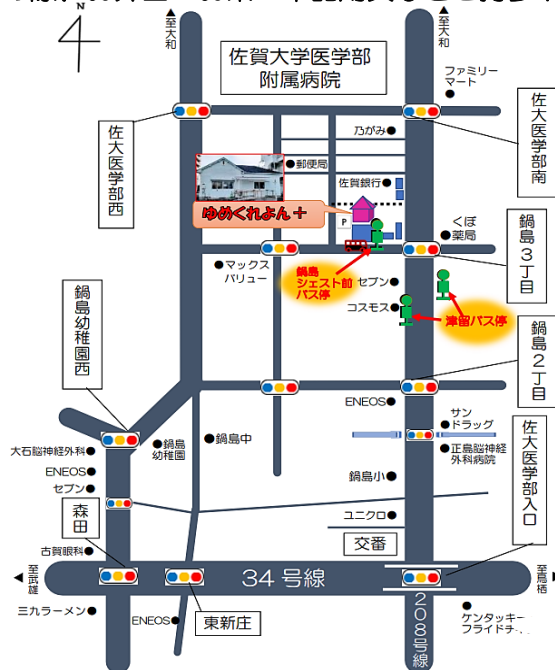 N
至大和
至大和
佐賀大学医学部
附属病院
ファミリー
マート
佐大医学部西
佐大医学部南
乃がみ
郵便局
佐賀銀行
ゆめくれよん+
P
くぼ
薬局
鍋島3丁目
マックス
バリュー
鍋島
シェスト前
バス停
セブン
コスモス
津留バス停
鍋島幼稚園西
鍋島2丁目
ENEOS
サン
ドラッグ
大石脳神経外科
鍋島
幼稚園
鍋島中
正島脳神経
外科病院
佐大医学部入口
ENEOS
セブン
鍋島小
森田
ユニクロ
交番
古賀眼科
至武雄
34号線
至鳥栖
三九ラーメン
ENEOS
東新庄
208号線
ケンタッキー
フライドチ